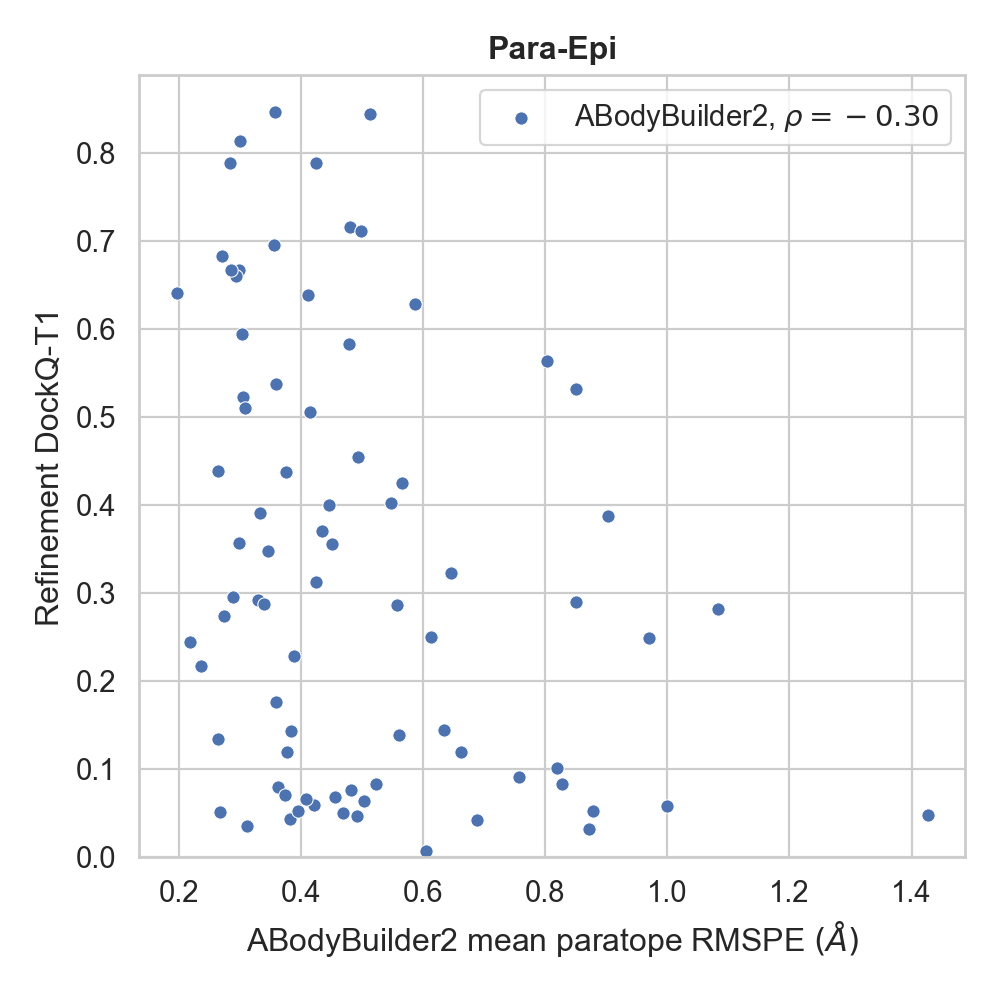 Para-Epi
ABodyBuilder2, ρ = − 0.30
Refinement DockQ-T1
0.8
0.7
0.6
0.5
0.4
0.3
0.2
0.1
0.0
0.2 0.4 0.6 0.8 1.0 1.2 1.4
ABodyBuilder2 mean paratope RMSPE (Å)